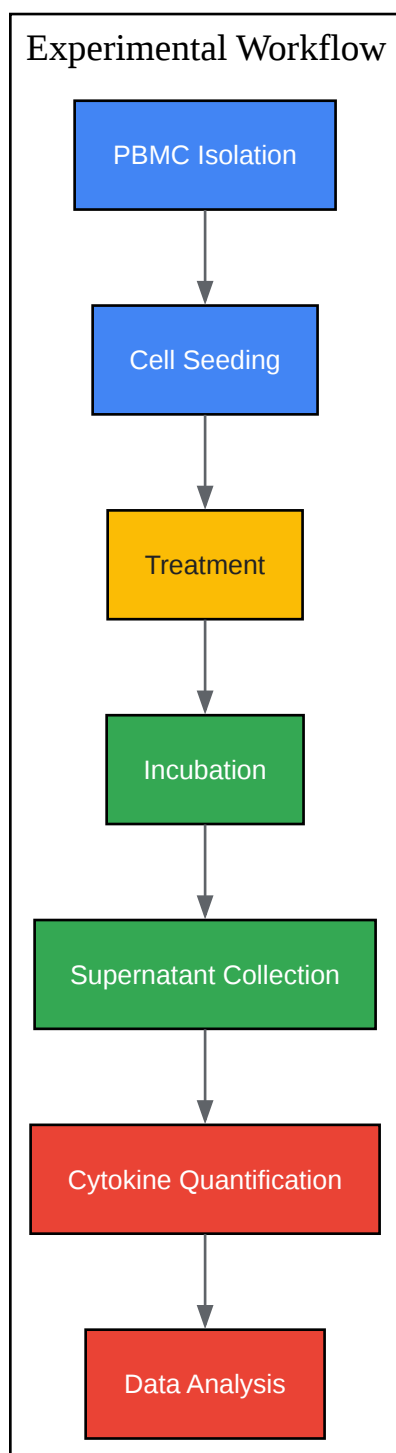 Experimental Workflow
PBMC Isolation
Cell Seeding
Treatment
Incubation
Supernatant Collection
Cytokine Quantification
Data Analysis